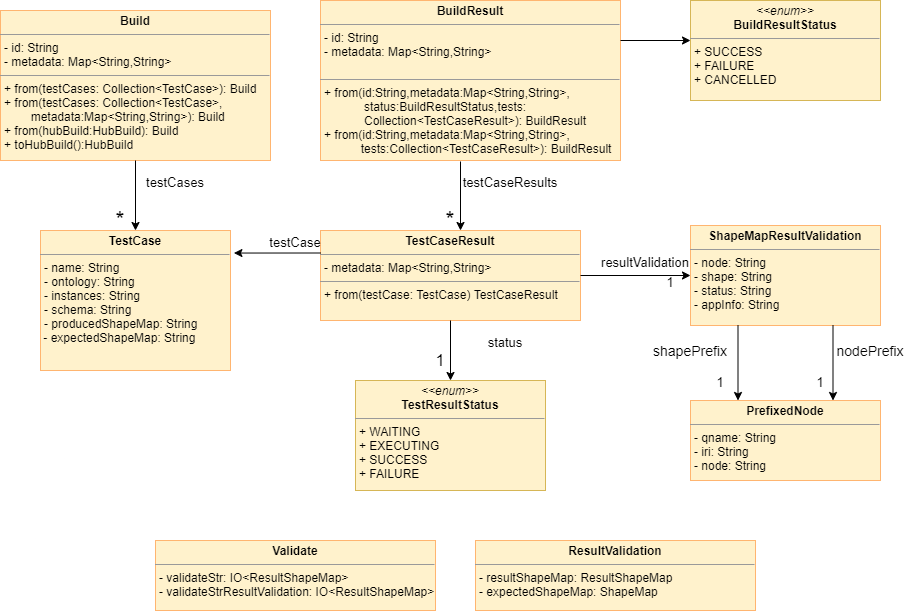 Build
- id: String
- metadata: Map<String,String>
+ from(testCases: Collection<TestCase>): Build
+ from(testCases: Collection<TestCase>,
metadata:Map<String,String>): Build
+ from(hubBuild:HubBuild): Build
+ toHubBuild():HubBuild
BuildResult
- id: String
- metadata: Map<String,String>
+ from(id:String,metadata:Map<String,String>,
status:BuildResultStatus,tests:
Collection<TestCaseResult>): BuildResult
+ from(id:String,metadata:Map<String,String>,
tests:Collection<TestCaseResult>): BuildResult
<<enum>>
BuildResultStatus
+ SUCCESS
+ FAILURE
+ CANCELLED
testCases
*
testCaseResults
*
TestCase
- name: String
- ontology: String
- instances: String
- schema: String
- producedShapeMap: String
- expectedShapeMap: String
testCase
TestCaseResult
- metadata: Map<String,String>
+ from(testCase: TestCase) TestCaseResult
resultValidation
1
ShapeMapResultValidation
- node: String
- shape: String
- status: String
- appInfo: String
status
1
shapePrefix
1
nodePrefix
1
<<enum>>
TestResultStatus
+ WAITING
+ EXECUTING
+ SUCCESS
+ FAILURE
PrefixedNode
- qname: String
- iri: String
- node: String
Validate
- validateStr: IO<ResultShapeMap>
- validateStrResultValidation: IO<ResultShapeMap>
ResultValidation
- resultShapeMap: ResultShapeMap
- expectedShapeMap: ShapeMap